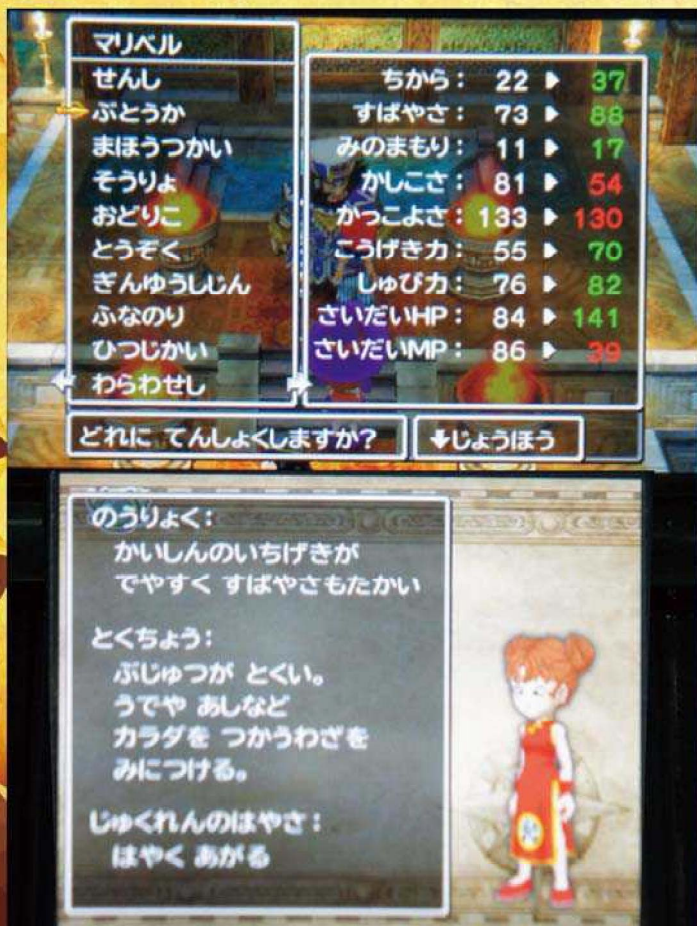 マリベル
せんし
ぶとうか
まほうつかい
そうりょ
おどりこ
とうぞく
ぎんゆうしじん
ふなのり
ひつじかい
わらわせし
ちから： 22 ▶ 37
すばやさ： 73 ▶ 88
みのまもり： 11 ▶ 17
かしこさ： 81 ▶ 54
かっこよさ： 133 ▶ 130
こうげき力： 55 ▶ 70
しゅび力： 76 ▶ 82
さいだいHP： 84 ▶ 141
さいだいMP： 86 ▶ 39
どれに てんしょくしますか?
じょうほう
のうりょく：
かいしんのいちげきが
でやすく すばやさもたかい
とくちょう：
ぶじゅつが とくい。
うでや あしなど
カラダを つかうわざを
みにつける。
じゅくれんのはやさ：
はやく あがる